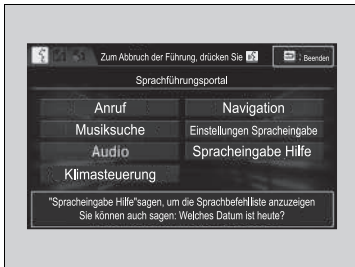 Zum Abbruch der Führung, drücken Sie
: Beenden
Sprachführungsportal
Anruf
Navigation
Musiksuche
Einstellungen Spracheingabe
Audio
Spracheingabe Hilfe
Klimasteuerung
"Spracheingabe Hilfe"sagen, um die Sprachbefehlliste anzuzeigen
Sie können auch sagen: Welches Datum ist heute?